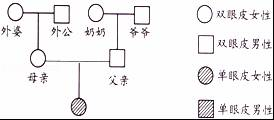 外婆 外公 奶奶 爷爷
母亲 父亲
双眼皮女性
双眼皮男性
单眼皮女性
单眼皮男性